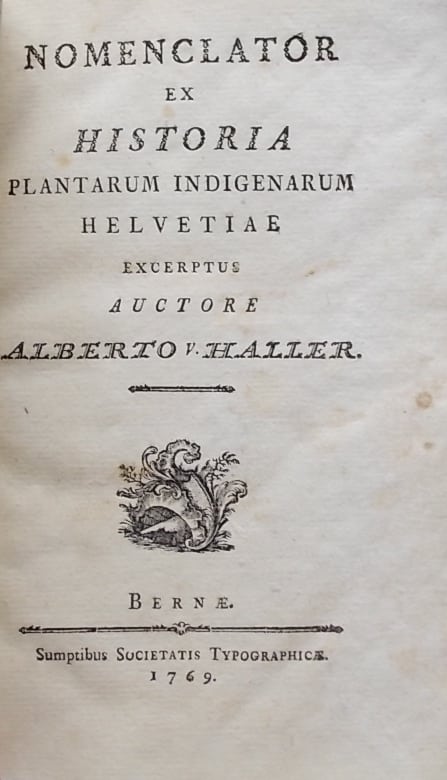 NOMENCLATOR
EX
HISTORIA
PLANTARUM INDIGENARUM
HELVETIAE
EXCERPTUS
AUCTORE
ALBERTO V. HALLER.
BERNÆ.
Sumptibus SOCIETATIS TYPOGRAPHICÆ.
1769.